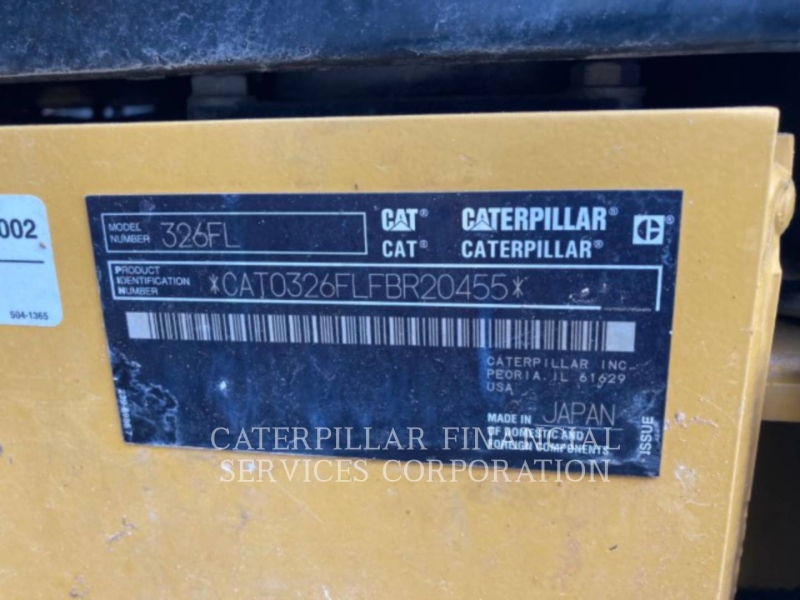 002
504-1365
MODEL NUMBER 326FL
CAT® CATERPILLAR®
CAT® CATERPILLAR®
PRODUCT IDENTIFICATION NUMBER *CAT0326FLFBR20455*
CATERPILLAR INC.
PEORIA, IL 61629
USA
MADE IN JAPAN
OF DOMESTIC AND
FOREIGN COMPONENTS
ISSUE
CATERPILLAR FINANCIAL
SERVICES CORPORATION